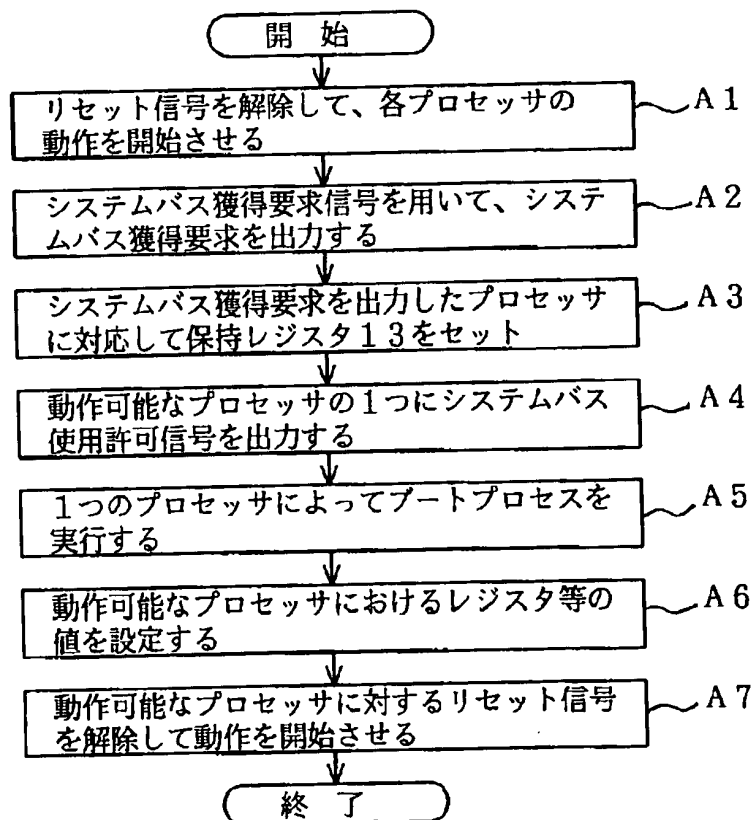 開 始
リセット信号を解除して、各プロセッサの
動作を開始させる
A1
システムバス獲得要求信号を用いて、システ
ムバス獲得要求を出力する
A2
システムバス獲得要求を出力したプロセッサ
に対応して保持レジスタ13をセット
A3
動作可能なプロセッサの1つにシステムバス
使用許可信号を出力する
A4
1つのプロセッサによってブートプロセスを
実行する
A5
動作可能なプロセッサにおけるレジスタ等の
値を設定する
A6
動作可能なプロセッサに対するリセット信号
を解除して動作を開始させる
A7
終 了